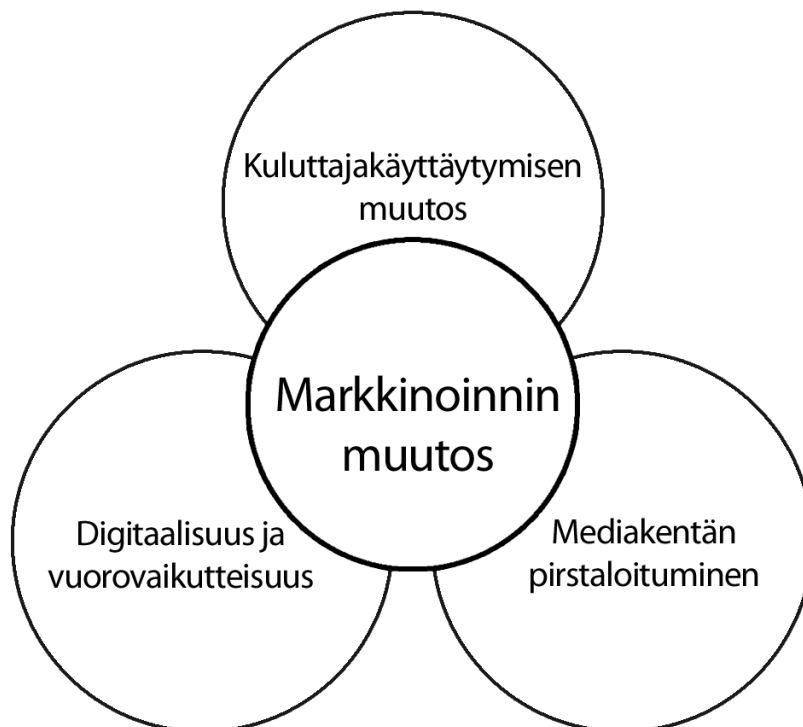 Kuluttajakäyttäytymisen
muutos
Markkinoinnin
muutos
Digitaalisuus ja
vuorovaikutteisuus
Mediakentän
pirstaloituminen